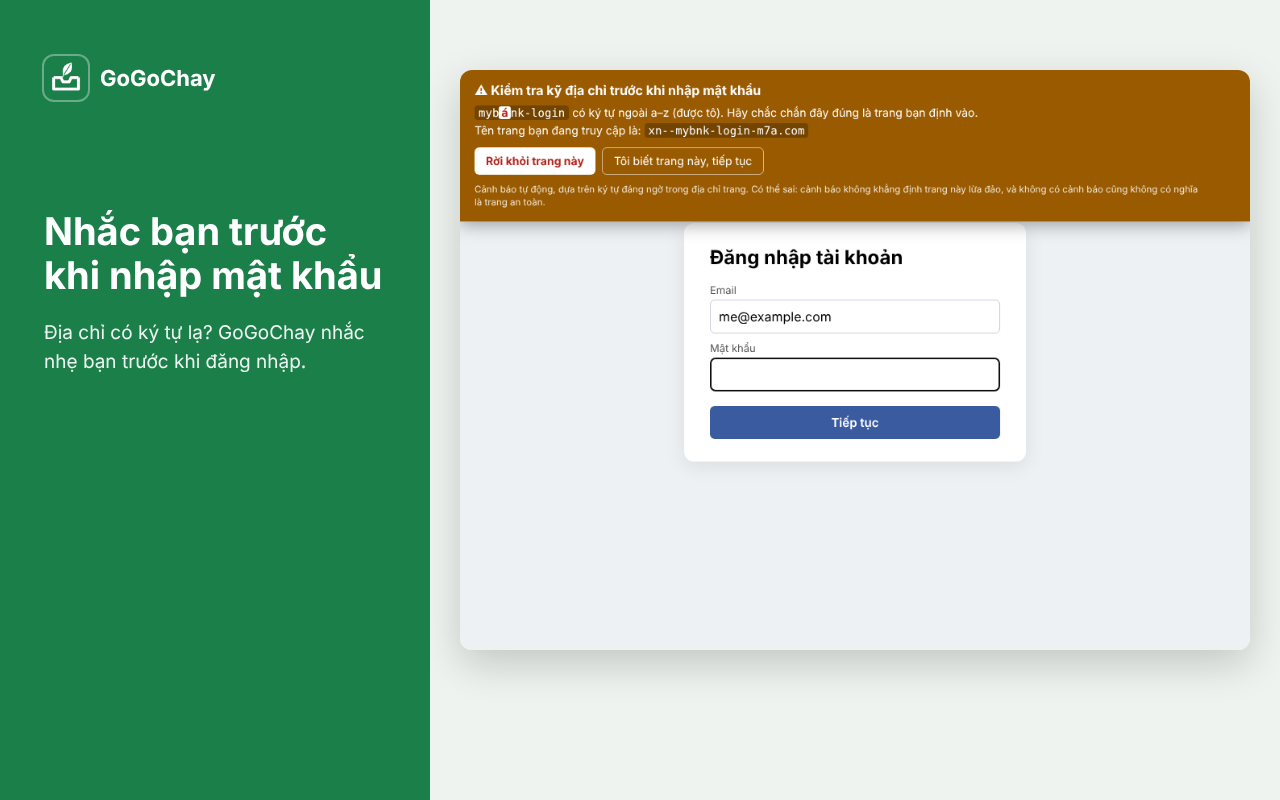 GoGoChay
Nhắc bạn trước
khi nhập mật khẩu
Địa chỉ có ký tự lạ? GoGoChay nhắc
nhẹ bạn trước khi đăng nhập.
⚠ Kiểm tra kỹ địa chỉ trước khi nhập mật khẩu
mybánk-login có ký tự ngoài a–z (được tô). Hãy chắc chắn đây đúng là trang bạn định vào.
Tên trang bạn đang truy cập là: xn--mybnk-login-m7a.com
Rời khỏi trang này
Tôi biết trang này, tiếp tục
Cảnh báo tự động, dựa trên ký tự đáng ngờ trong địa chỉ trang. Có thể sai: cảnh báo không khẳng định trang này lừa đảo, và không có cảnh báo cũng không có nghĩa
là trang an toàn.
Đăng nhập tài khoản
Email
me@example.com
Mật khẩu
Tiếp tục